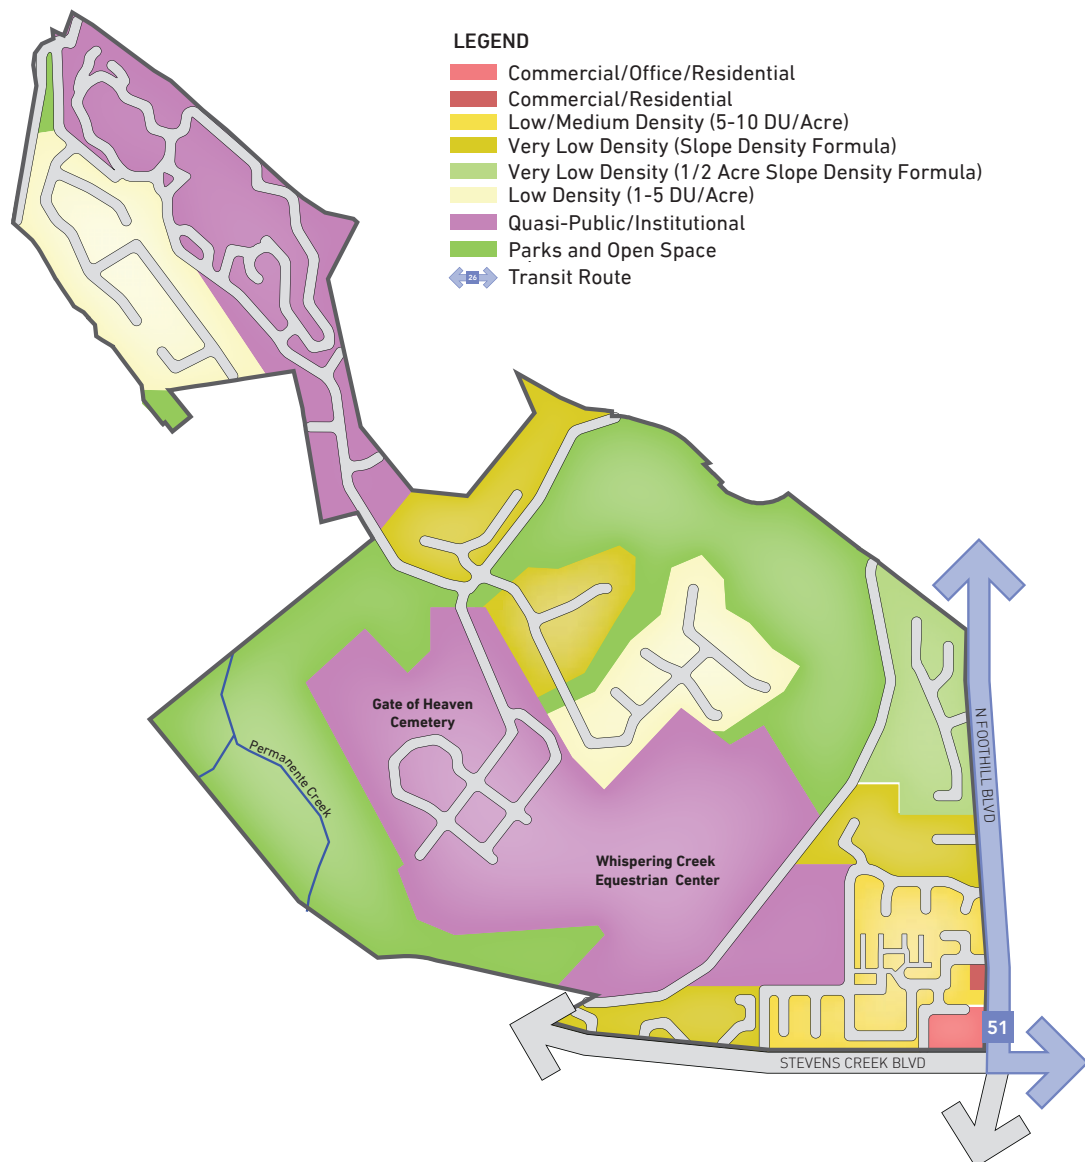 LEGEND
Commercial/Office/Residential
Commercial/Residential
Low/Medium Density (5-10 DU/Acre)
Very Low Density (Slope Density Formula)
Very Low Density (1/2 Acre Slope Density Formula)
Low Density (1-5 DU/Acre)
Quasi-Public/Institutional
Parks and Open Space
26
Transit Route
Gate of Heaven
Cemetery
Permanente Creek
N FOOTHILL BLVD
Whispering Creek
Equestrian Center
51
STEVENS CREEK BLVD